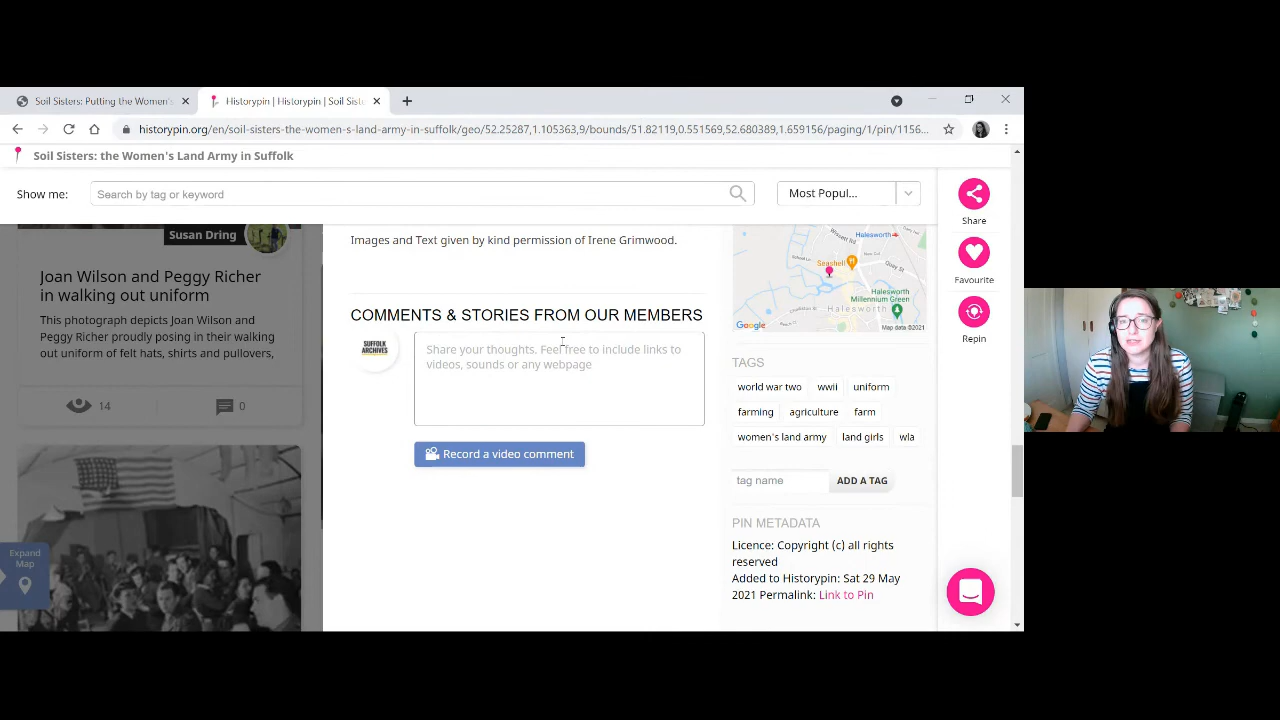 Soil Sisters: Putting the Women's
Historypin | Historypin | Soil Siste
historypin.org/en/soil-sisters-the-women-s-land-army-in-suffolk/geo/52.25287,1.105363,9/bounds/51.82119,0.551569,52.680389,1.659156/paging/1/pin/1156...
Soil Sisters: the Women's Land Army in Suffolk
Show me:
Search by tag or keyword
Most Popul...
Share
Favourite
Repin
Susan Dring
Joan Wilson and Peggy Richer
in walking out uniform
This photograph depicts Joan Wilson and
Peggy Richer proudly posing in their walking
out uniform of felt hats, shirts and pullovers,
14
0
Expand
Map
Images and Text given by kind permission of Irene Grimwood.
COMMENTS & STORIES FROM OUR MEMBERS
SUFFOLK
ARCHIVES
Share your thoughts. Feel free to include links to
videos, sounds or any webpage
Record a video comment
Wissett Rd
Halesworth
Seashell
Quay St
Halesworth
Millennium Green
Halesworth
Google
Map data ©2021
TAGS
world war two
wwii
uniform
farming
agriculture
farm
women's land army
land girls
wla
tag name
ADD A TAG
PIN METADATA
Licence: Copyright (c) all rights
reserved
Added to Historypin: Sat 29 May
2021 Permalink: Link to Pin